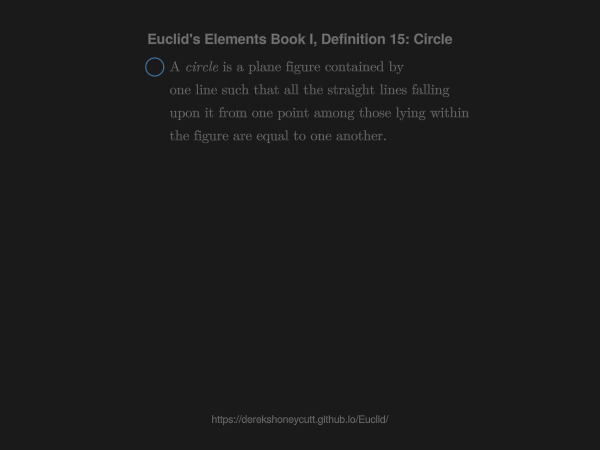 Euclid's Elements Book I, Definition 15: Circle
A circle is a plane figure contained by
one line such that all the straight lines falling
upon it from one point among those lying within
the figure are equal to one another.
https://derekshoneycutt.github.io/Euclid/